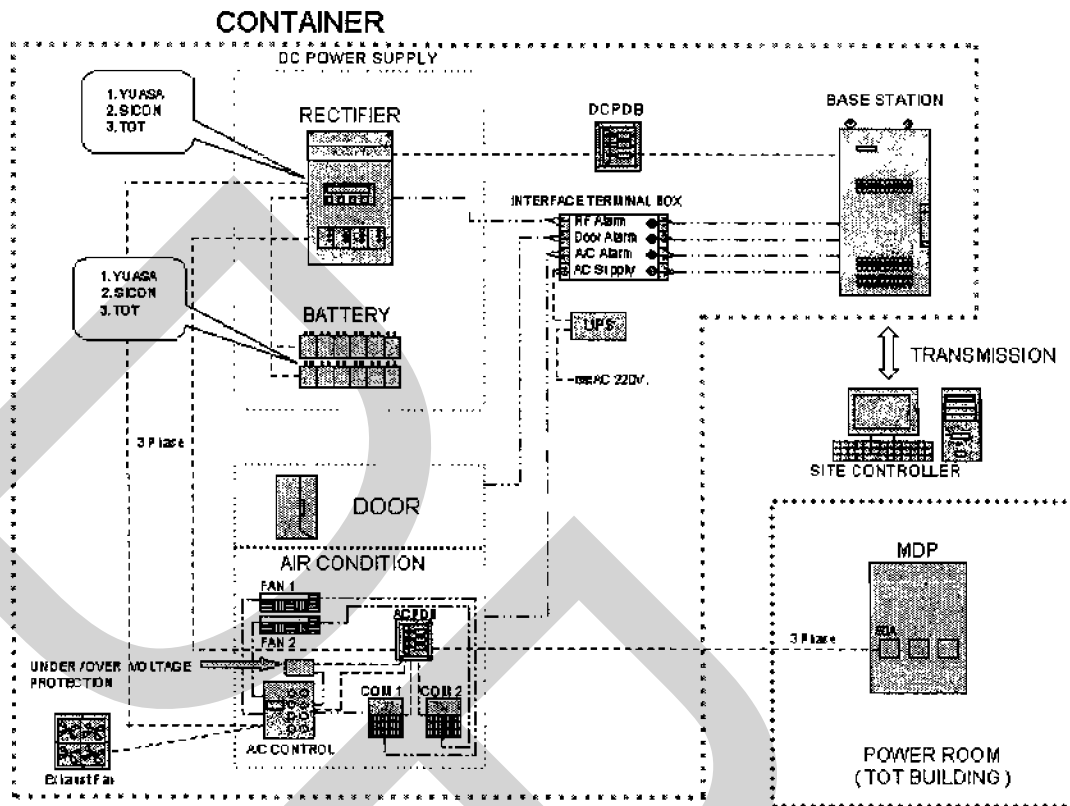 CONTAINER
DC POWER SUPPLY
1. YUASA
2. SICON
3. TOT
RECTIFIER
DCPDB
BASE STATION
INTERFACE TERMINAL BOX
RF Alarm
Door Alarm
A/C Alarm
AC Supply
1. YUASA
2. SICON
3. TOT
BATTERY
UPS
AC 220V.
TRANSMISSION
SITE CONTROLLER
3 Phase
DOOR
AIR CONDITION
FAN 1
FAN 2
ACPDB
MDP
3 Phase
UNDER /OVER VOLTAGE
PROTECTION
COM 1
COM 2
A/C CONTROL
Exhaust Fan
POWER ROOM
( TOT BUILDING )